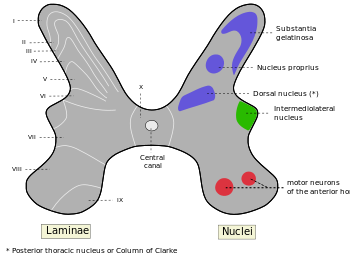 I
II
III
IV
V
VI
VII
VIII
IX
X
Central
canal
Substantia
gelatinosa
Nucleus proprius
Dorsal nucleus (*)
Intermediolateral
nucleus
motor neurons
of the anterior
Laminae
Nuclei
* Posterior thoracic nucleus or Column of Clarke